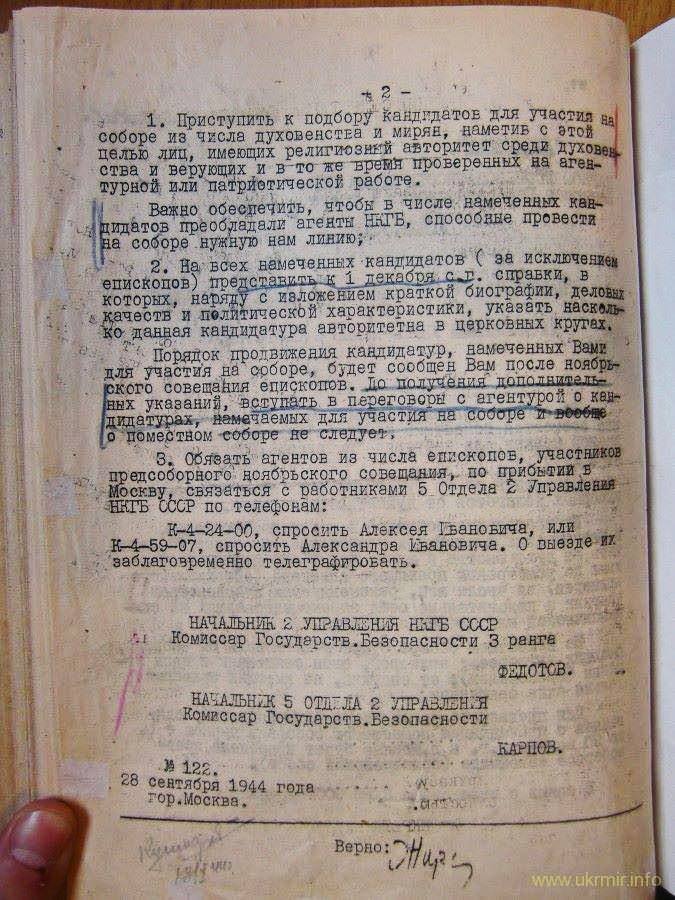 - 2 -
1. Приступить к подбору кандидатов для участия на
соборе из числа духовенства и мирян, наметив с этой
целью лиц, имеющих религиозный авторитет среди духовен-
ства и верующих и в то же время проверенных на аген-
турной или патриотической работе.
Важно обеспечить, чтобы в числе намеченных кан-
дидатов преобладали агенты НКГБ, способные провести
на соборе нужную нам линию;
2. На всех намеченных кандидатов ( за исключением
епископов) представить к 1 декабря с.г. справки, в
которых, наряду с изложением краткой биографии, деловых
качеств и политической характеристики, указать насколь-
ко данная кандидатура авторитетна в церковных кругах.
Порядок продвижения кандидатур, намеченных Вами
для участия на соборе, будет сообщен Вам после ноябрь-
ского совещания епископов. До получения дополнитель-
ных указаний, вступать в переговоры с агентурой о кан-
дидатурах, намечаемых для участия на соборе и вообще
о поместном соборе не следует.
3. Обязать агентов из числа епископов, участников
предсоборного ноябрьского совещания, по прибытии в
Москву, связаться с работниками 5 Отдела 2 Управления
НКГБ СССР по телефонам:
К-4-24-00, спросить Алексея Ивановича, или
К-4-59-07, спросить Александра Ивановича. О выезде их
заблаговременно телеграфировать.
НАЧАЛЬНИК 2 УПРАВЛЕНИЯ НКГБ СССР
Комиссар Государств.Безопасности 3 ранга
ФЕДОТОВ.
НАЧАЛЬНИК 5 ОТДЕЛА 2 УПРАВЛЕНИЯ
Комиссар Государств.Безопасности
КАРПОВ.
№ 122.
28 сентября 1944 года
гор.Москва.
Верно:
www.ukrmir.info